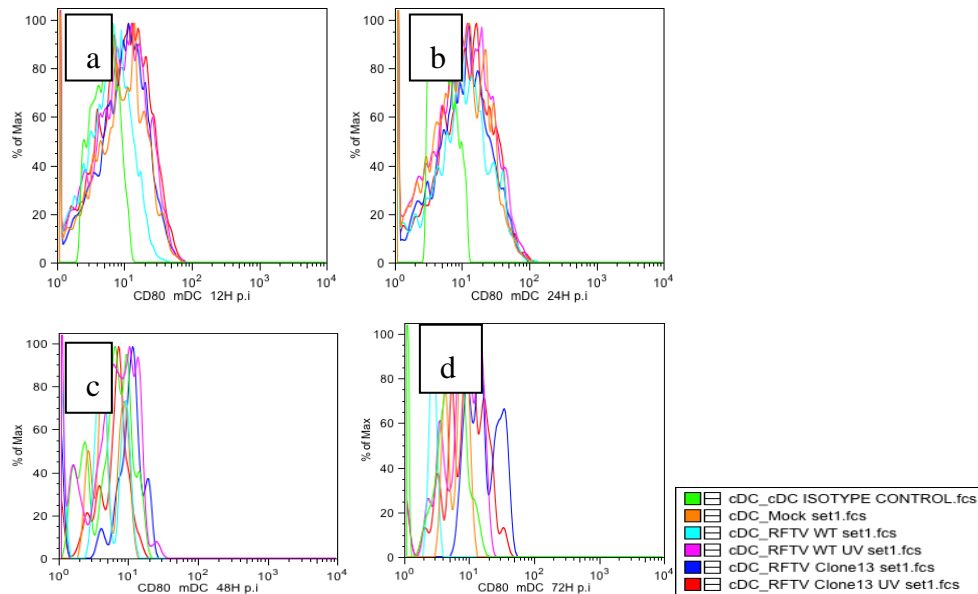 100
80
60
40
20
0
% of Max
a
10^0 10^1 10^2 10^3 10^4
CD80 mDC 12H p.i
100
80
60
40
20
0
% of Max
b
10^0 10^1 10^2 10^3 10^4
CD80 mDC 24H p.i
100
80
60
40
20
0
% of Max
c
10^0 10^1 10^2 10^3 10^4
CD80 mDC 48H p.i
100
80
60
40
20
0
% of Max
d
10^0 10^1 10^2 10^3 10^4
CD80 mDC 72H p.i
cDC_cDC ISOTYPE CONTROL.fcs
cDC_Mock set1.fcs
cDC_RFTV WT set1.fcs
cDC_RFTV WT UV set1.fcs
cDC_RFTV Clone13 set1.fcs
cDC_RFTV Clone13 UV set1.fcs